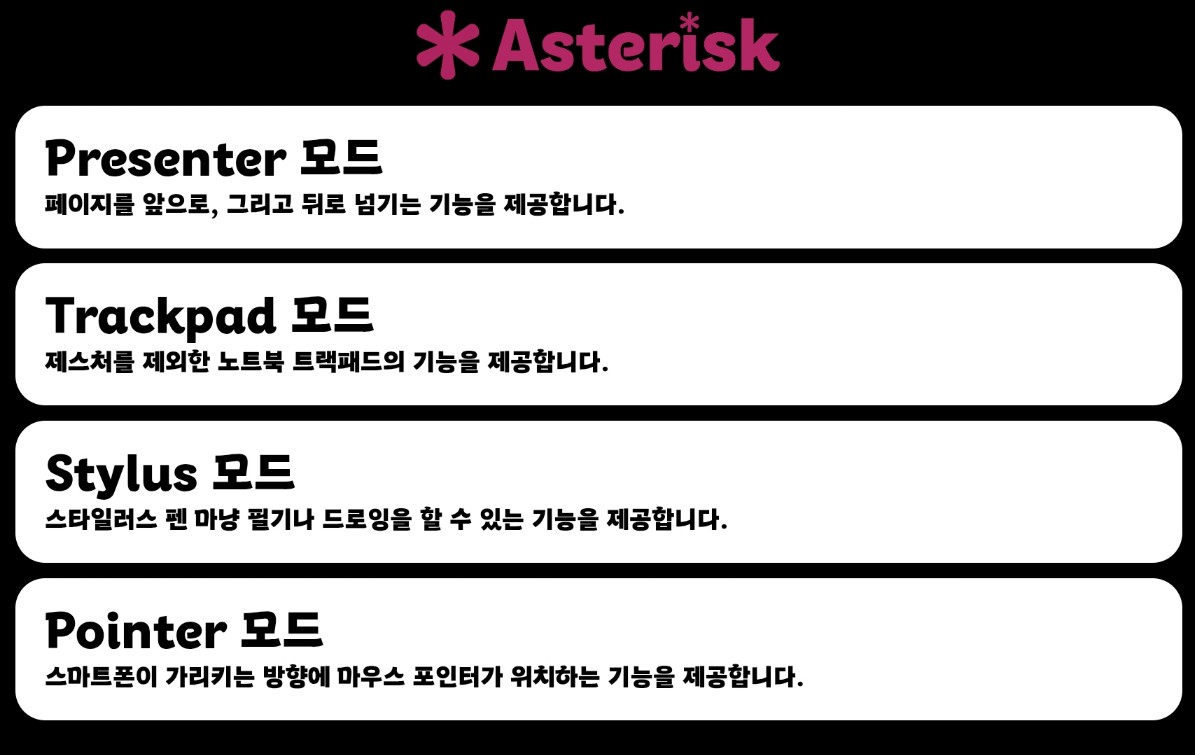 * Asterisk
Presenter 모드
페이지를 앞으로, 그리고 뒤로 넘기는 기능을 제공합니다.
Trackpad 모드
제스처를 제외한 노트북 트랙패드의 기능을 제공합니다.
Stylus 모드
스타일러스 펜 마냥 필기나 드로잉을 할 수 있는 기능을 제공합니다.
Pointer 모드
스마트폰이 가리키는 방향에 마우스 포인터가 위치하는 기능을 제공합니다.